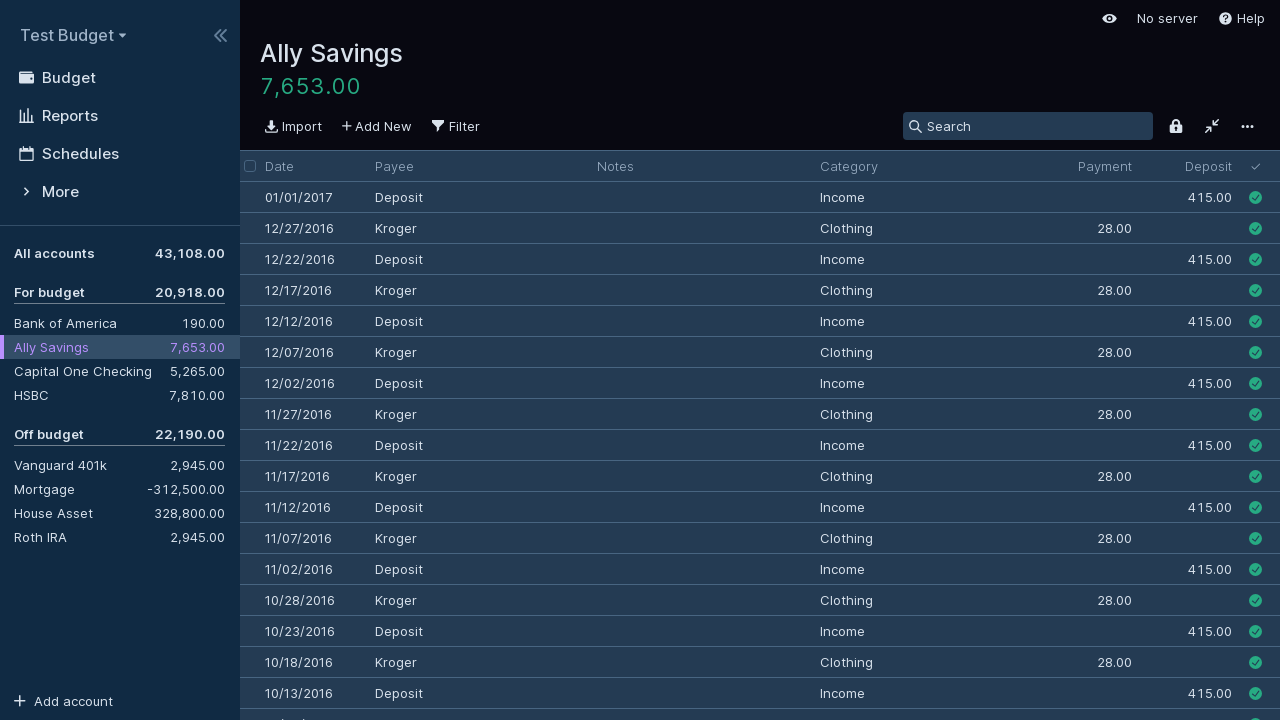 Test Budget
Budget
Reports
Schedules
More
All accounts 43,108.00
For budget 20,918.00
Bank of America 190.00
Ally Savings 7,653.00
Capital One Checking 5,265.00
HSBC 7,810.00
Off budget 22,190.00
Vanguard 401k 2,945.00
Mortgage -312,500.00
House Asset 328,800.00
Roth IRA 2,945.00
Add account
No server Help
Ally Savings
7,653.00
Import Add New Filter Search
Date Payee Notes Category Payment Deposit
01/01/2017 Deposit Income 415.00
12/27/2016 Kroger Clothing 28.00
12/22/2016 Deposit Income 415.00
12/17/2016 Kroger Clothing 28.00
12/12/2016 Deposit Income 415.00
12/07/2016 Kroger Clothing 28.00
12/02/2016 Deposit Income 415.00
11/27/2016 Kroger Clothing 28.00
11/22/2016 Deposit Income 415.00
11/17/2016 Kroger Clothing 28.00
11/12/2016 Deposit Income 415.00
11/07/2016 Kroger Clothing 28.00
11/02/2016 Deposit Income 415.00
10/28/2016 Kroger Clothing 28.00
10/23/2016 Deposit Income 415.00
10/18/2016 Kroger Clothing 28.00
10/13/2016 Deposit Income 415.00